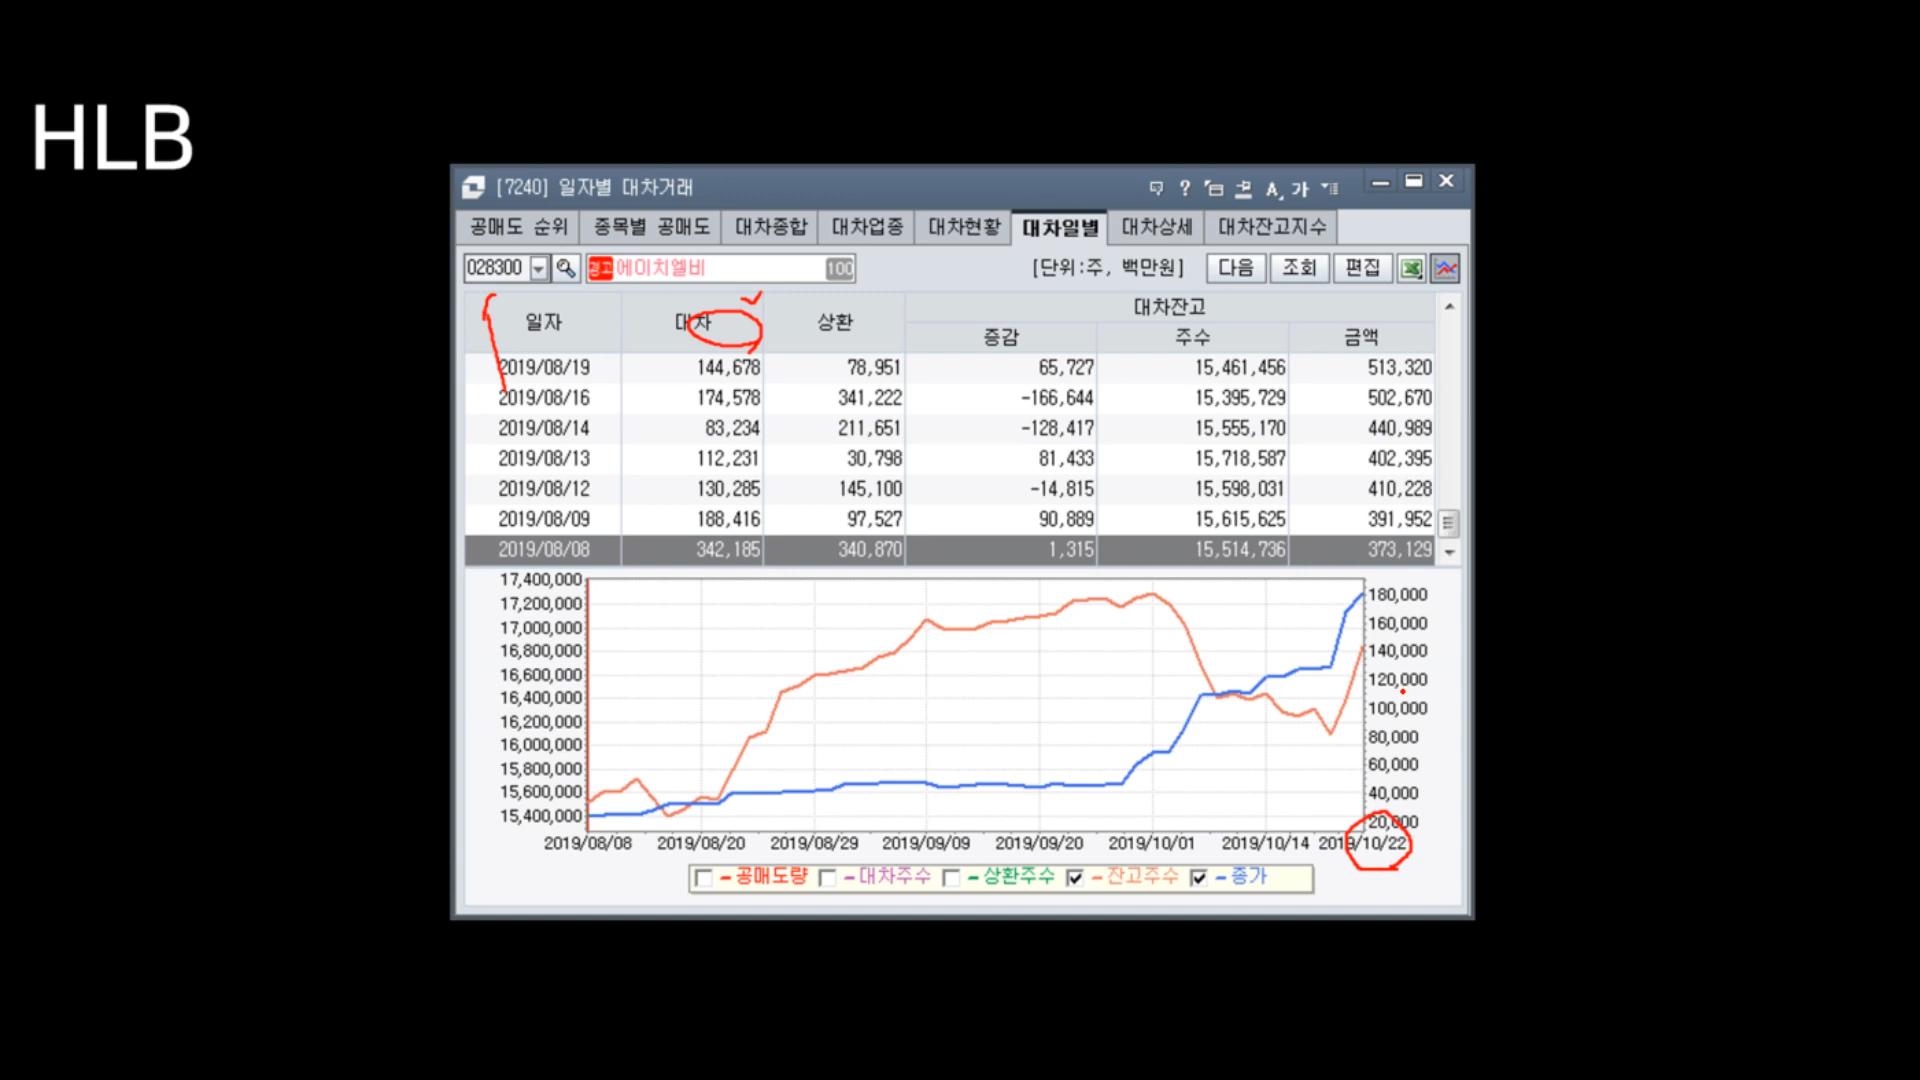 HLB
[7240] 일자별 대차거래
공매도 순위 종목별 공매도 대차종합 대차업종 대차현황 대차일별 대차상세 대차잔고지수
028300 경고 에이치엘비 100 [단위:주, 백만원] 다음 조회 편집
일자 대차 상환 대차잔고
증감 주수 금액
2019/08/19 144,678 78,951 65,727 15,461,456 513,320
2019/08/16 174,578 341,222 -166,644 15,395,729 502,670
2019/08/14 83,234 211,651 -128,417 15,555,170 440,989
2019/08/13 112,231 30,798 81,433 15,718,587 402,395
2019/08/12 130,285 145,100 -14,815 15,598,031 410,228
2019/08/09 188,416 97,527 90,889 15,615,625 391,952
2019/08/08 342,185 340,870 1,315 15,514,736 373,129
17,400,000
17,200,000 180,000
17,000,000 160,000
16,800,000 140,000
16,600,000 120,000
16,400,000 100,000
16,200,000
16,000,000 80,000
15,800,000 60,000
15,600,000 40,000
15,400,000 20,000
2019/08/08 2019/08/20 2019/08/29 2019/09/09 2019/09/20 2019/10/01 2019/10/14 2019/10/22
공매도량 대차주수 상환주수 잔고주수 종가